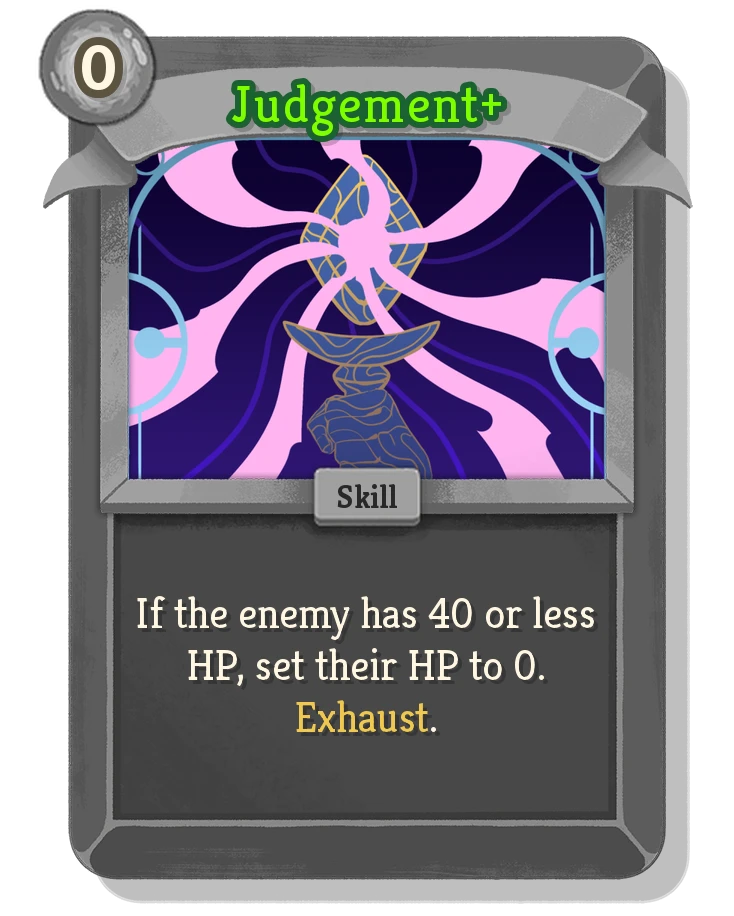 0
Judgement+
Skill
If the enemy has 40 or less
HP, set their HP to 0.
Exhaust.